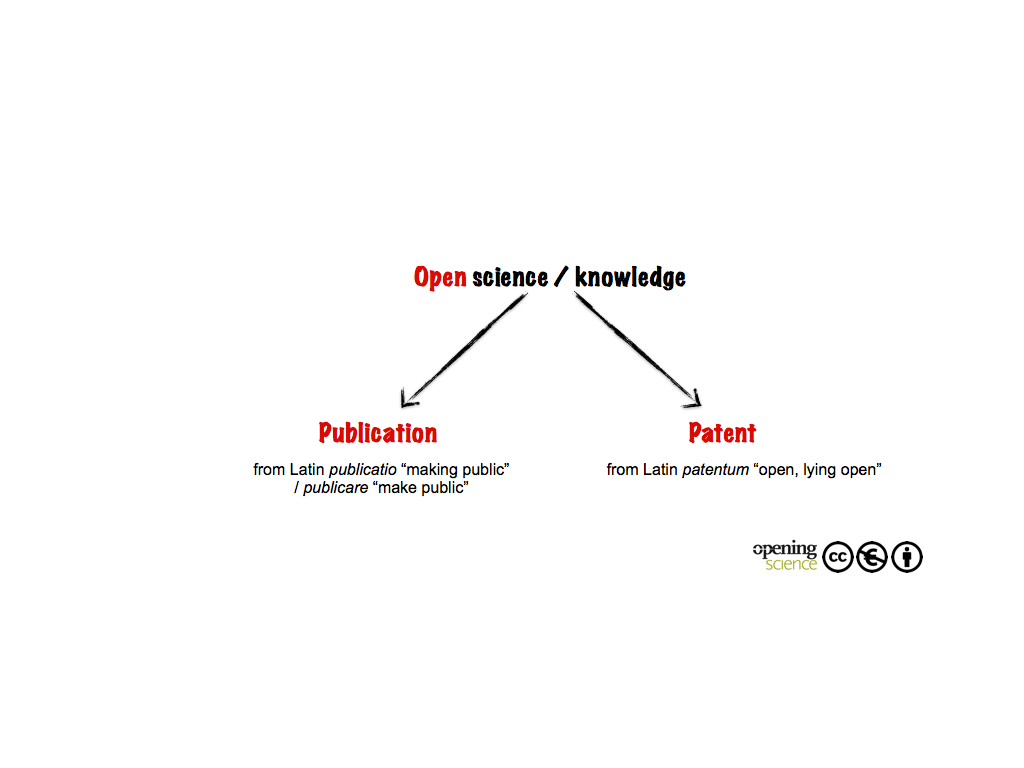 Open science / knowledge
Publication
Patent
from Latin publicatio “making public”
/ publicare “make public”
from Latin patentum “open, lying open”
opening
science
cc
€